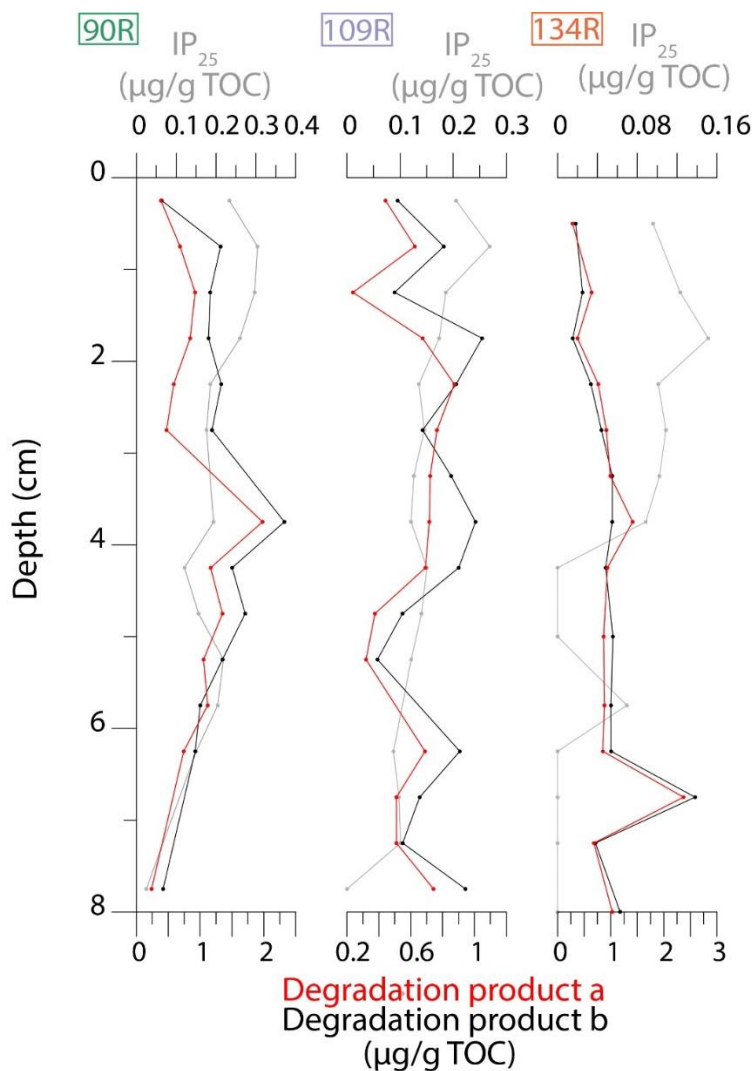 90R
109R
134R
IP25
(µg/g TOC)
IP25
(µg/g TOC)
IP25
(µg/g TOC)
0 0.1 0.2 0.3 0.4
0 0.1 0.2 0.3
0 0.08 0.16
0
2
4
6
8
Depth (cm)
0 1 2
0.2 0.6 1
0 1 2 3
Degradation product a
Degradation product b
(µg/g TOC)